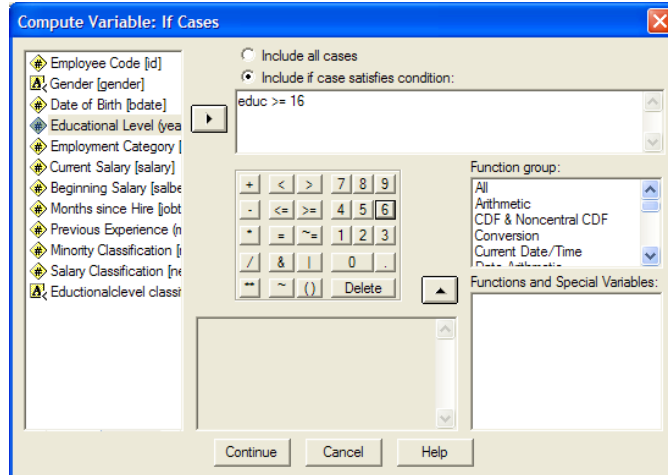 Compute Variable: If Cases
Employee Code [id]
Gender [gender]
Date of Birth [bdate]
Educational Level (yea
Employment Category [
Current Salary [salary]
Beginning Salary [salbe
Months since Hire [jobt
Previous Experience (m
Minority Classification [r
Salary Classification [ne
Eductionalclevel classif
Include all cases
Include if case satisfies condition:
educ >= 16
+ < > 7 8 9
- <= >= 4 5 6
* = ~= 1 2 3
/ & | 0 .
** ~ () Delete
Function group:
All
Arithmetic
CDF & Noncentral CDF
Conversion
Current Date/Time
Date Arithmetic
Functions and Special Variables:
Continue Cancel Help